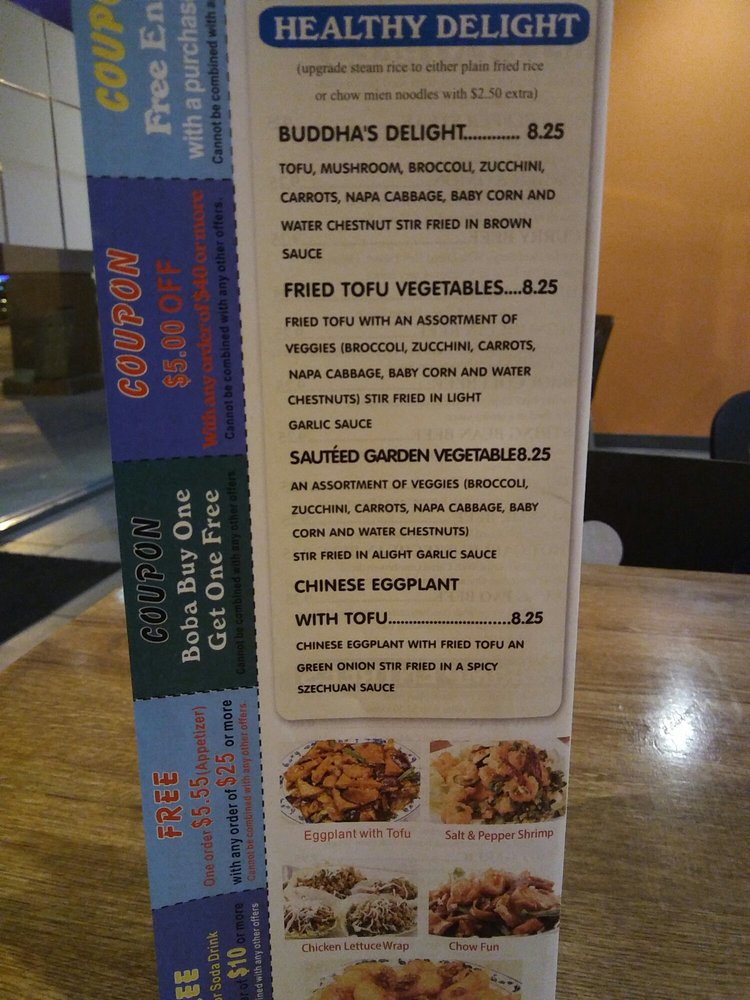 HEALTHY DELIGHT
(upgrade steam rice to either plain fried rice
or chow mien noodles with $2.50 extra)
BUDDHA'S DELIGHT............ 8.25
TOFU, MUSHROOM, BROCCOLI, ZUCCHINI,
CARROTS, NAPA CABBAGE, BABY CORN AND
WATER CHESTNUT STIR FRIED IN BROWN
SAUCE
FRIED TOFU VEGETABLES....8.25
FRIED TOFU WITH AN ASSORTMENT OF
VEGGIES (BROCCOLI, ZUCCHINI, CARROTS,
NAPA CABBAGE, BABY CORN AND WATER
CHESTNUTS) STIR FRIED IN LIGHT
GARLIC SAUCE
SAUTÉED GARDEN VEGETABLE8.25
AN ASSORTMENT OF VEGGIES (BROCCOLI,
ZUCCHINI, CARROTS, NAPA CABBAGE, BABY
CORN AND WATER CHESTNUTS)
STIR FRIED IN ALIGHT GARLIC SAUCE
CHINESE EGGPLANT
WITH TOFU..............................8.25
CHINESE EGGPLANT WITH FRIED TOFU AN
GREEN ONION STIR FRIED IN A SPICY
SZECHUAN SAUCE
Eggplant with Tofu
Salt & Pepper Shrimp
Chicken Lettuce Wrap
Chow Fun
COUP
Free En
with a purchas
Cannot be combined with a
COUPON
$5.00 OFF
With any order of $40 or more
Cannot be combined with any other offers.
COUPON
Boba Buy One
Get One Free
Cannot be combined with any other offers.
FREE
One order $5.55 (Appetizer)
with any order of $25 or more
Cannot be combined with any other offers.
EE
or Soda Drink
of $10 or more
ined with any other offers